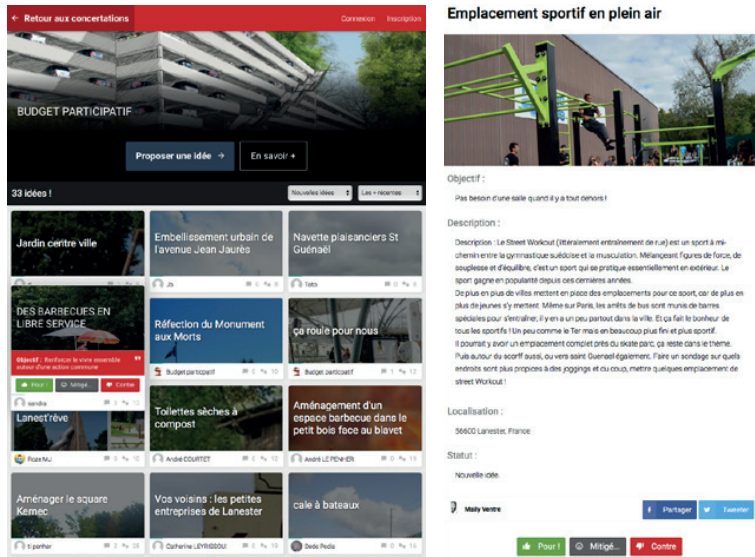 ← Retour aux concertations
Connexion Inscription
BUDGET PARTICIPATIF
Proposer une idée →
En savoir +
33 idées !
Nouvelles idées
Les + récentes
Jardin centre ville
Embellissement urbain de
l'avenue Jean Jaurès
Jb
Navette plaisanciers St
Guénaël
Toto
DES BARBECUES EN
LIBRE SERVICE
Objectif : Renforcer le vivre ensemble
autour d'une action commune
Pour !
Mitigé...
Contre
sandra
Réfection du Monument
aux Morts
Budget participatif
ça roule pour nous
Budget participatif
Lanest'rêve
Toilettes sèches à
compost
André COURTET
Aménagement d'un
espace barbecue dans le
petit bois face au blavet
André LE PENHER
Aménager le square
Kernec
Vos voisins : les petites
entreprises de Lanester
cale à bateaux
Emplacement sportif en plein air
Objectif :
Pas besoin d'une salle quand il y a tout dehors !
Description :
Description : Le Street Workout (littéralement entraînement de rue) est un sport à mi-
chemin entre la gymnastique suédoise et la musculation. Mélangeant figures de force, de
souplesse et d'équilibre, c'est un sport qui se pratique essentiellement en extérieur. Le
sport gagne en popularité depuis ces dernières années.
De plus en plus de villes mettent en place des emplacements pour ce sport, car de plus en
plus de jeunes s'y mettent. Même sur Paris, les arrêts de bus sont munis de barres
spéciales pour s'entraîner, il y en a un peu partout dans la ville. Et ça fait le bonheur de
tous les sportifs ! Un peu comme le Ter mais en beaucoup plus fini et plus sportif.
Il pourrait y avoir un emplacement complet près du skate parc, ça reste dans le thème.
Puis autour du scorff aussi, ou vers saint Guenael également. Faire un sondage sur quels
endroits sont plus propices à des joggings et du coup, mettre quelques emplacement de
street Workout !
Localisation :
56600 Lanester, France
Statut :
Nouvelle idée
Maily Ventre
Partager
Tweeter
Pour !
Mitigé...
Contre